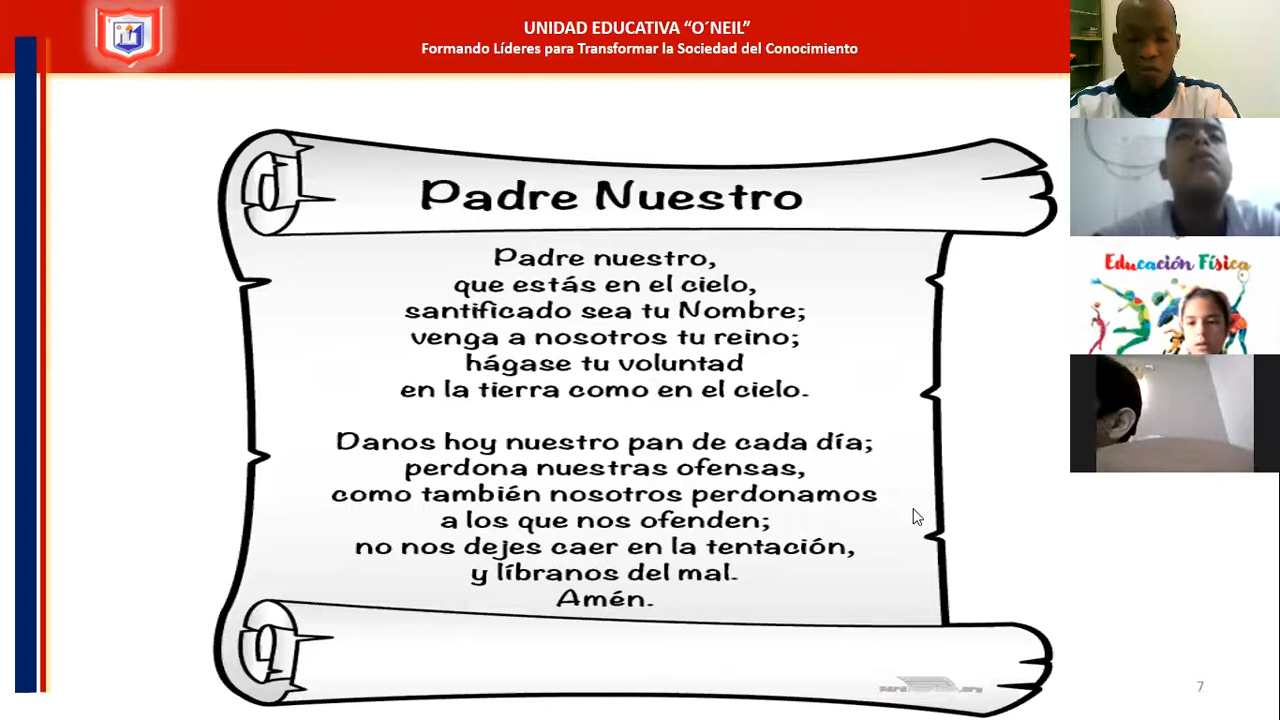 UNIDAD EDUCATIVA “O´NEIL”
Formando Líderes para Transformar la Sociedad del Conocimiento
Padre Nuestro
Padre nuestro,
que estás en el cielo,
santificado sea tu Nombre;
venga a nosotros tu reino;
hágase tu voluntad
en la tierra como en el cielo.
Danos hoy nuestro pan de cada día;
perdona nuestras ofensas,
como también nosotros perdonamos
a los que nos ofenden;
no nos dejes caer en la tentación,
y líbranos del mal.
Amén.
Educación Física
7